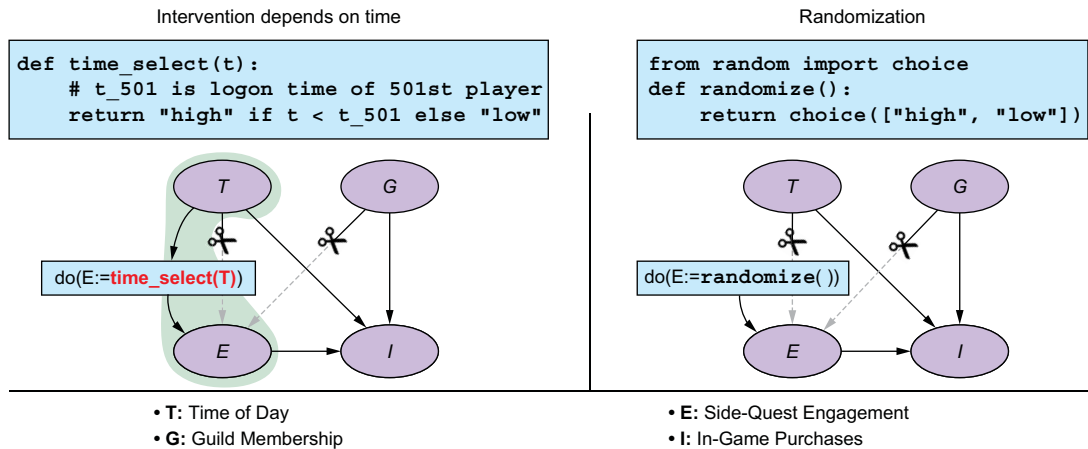 Intervention depends on time
def time_select(t):
# t_501 is logon time of 501st player
return "high" if t < t_501 else "low"
T
G
do(E:=time_select(T))
E
I
Randomization
from random import choice
def randomize():
return choice(["high", "low"])
T
G
do(E:=randomize( ))
E
I
• T: Time of Day
• G: Guild Membership
• E: Side-Quest Engagement
• I: In-Game Purchases